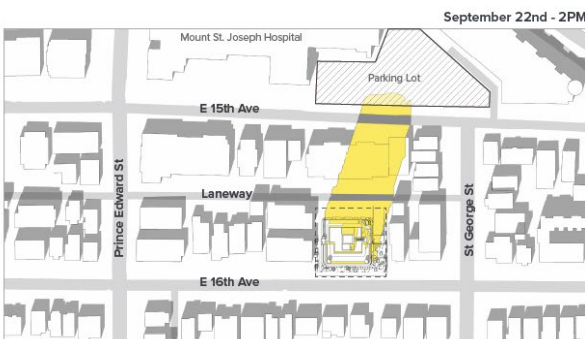 September 22nd - 2PM
Mount St. Joseph Hospital
Parking Lot
E 15th Ave
Prince Edward St
Laneway
St George St
E 16th Ave